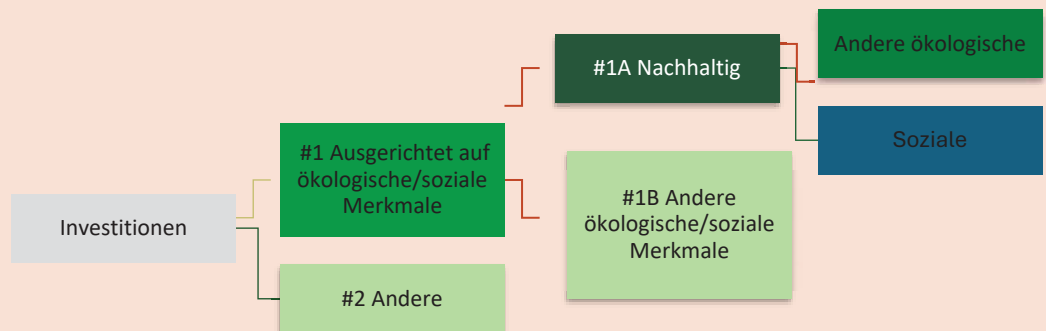 Andere ökologische
#1A Nachhaltig
Soziale
#1 Ausgerichtet auf
ökologische/soziale
Merkmale
#1B Andere
ökologische/soziale
Merkmale
Investitionen
#2 Andere